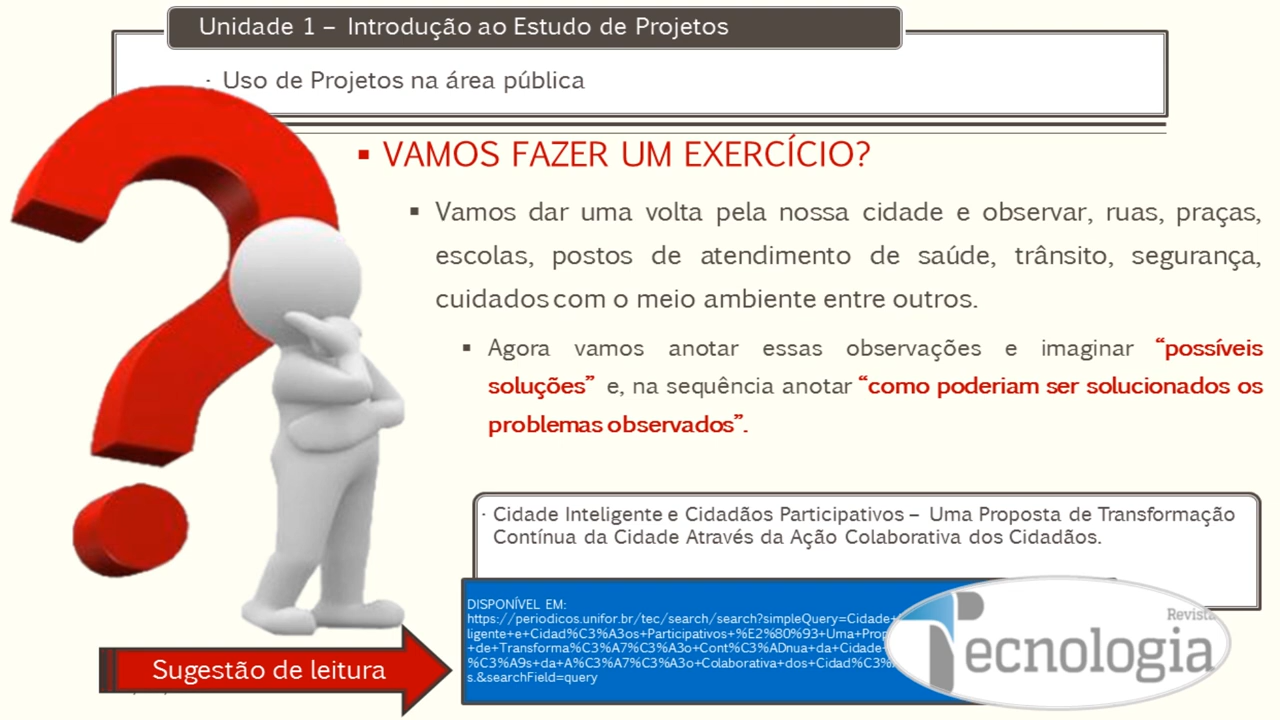 Unidade 1 – Introdução ao Estudo de Projetos
· Uso de Projetos na área pública
▪ VAMOS FAZER UM EXERCÍCIO?
▪ Vamos dar uma volta pela nossa cidade e observar, ruas, praças,
escolas, postos de atendimento de saúde, trânsito, segurança,
cuidados com o meio ambiente entre outros.
▪ Agora vamos anotar essas observações e imaginar “possíveis
soluções” e, na sequência anotar “como poderiam ser solucionados os
problemas observados”.
· Cidade Inteligente e Cidadãos Participativos – Uma Proposta de Transformação
Contínua da Cidade Através da Ação Colaborativa dos Cidadãos.
DISPONÍVEL EM:
https://periodicos.unifor.br/tec/search/search?simpleQuery=Cidade+
ligente+e+Cidad%C3%A3os+Participativos+%E2%80%93+Uma+Prop
+de+Transforma%C3%A7%C3%A3o+Cont%C3%ADnua+da+Cidade
%C3%A9s+da+A%C3%A7%C3%A3o+Colaborativa+dos+Cidad%C3%
s.&searchField=query
Revista
Tecnologia
Sugestão de leitura